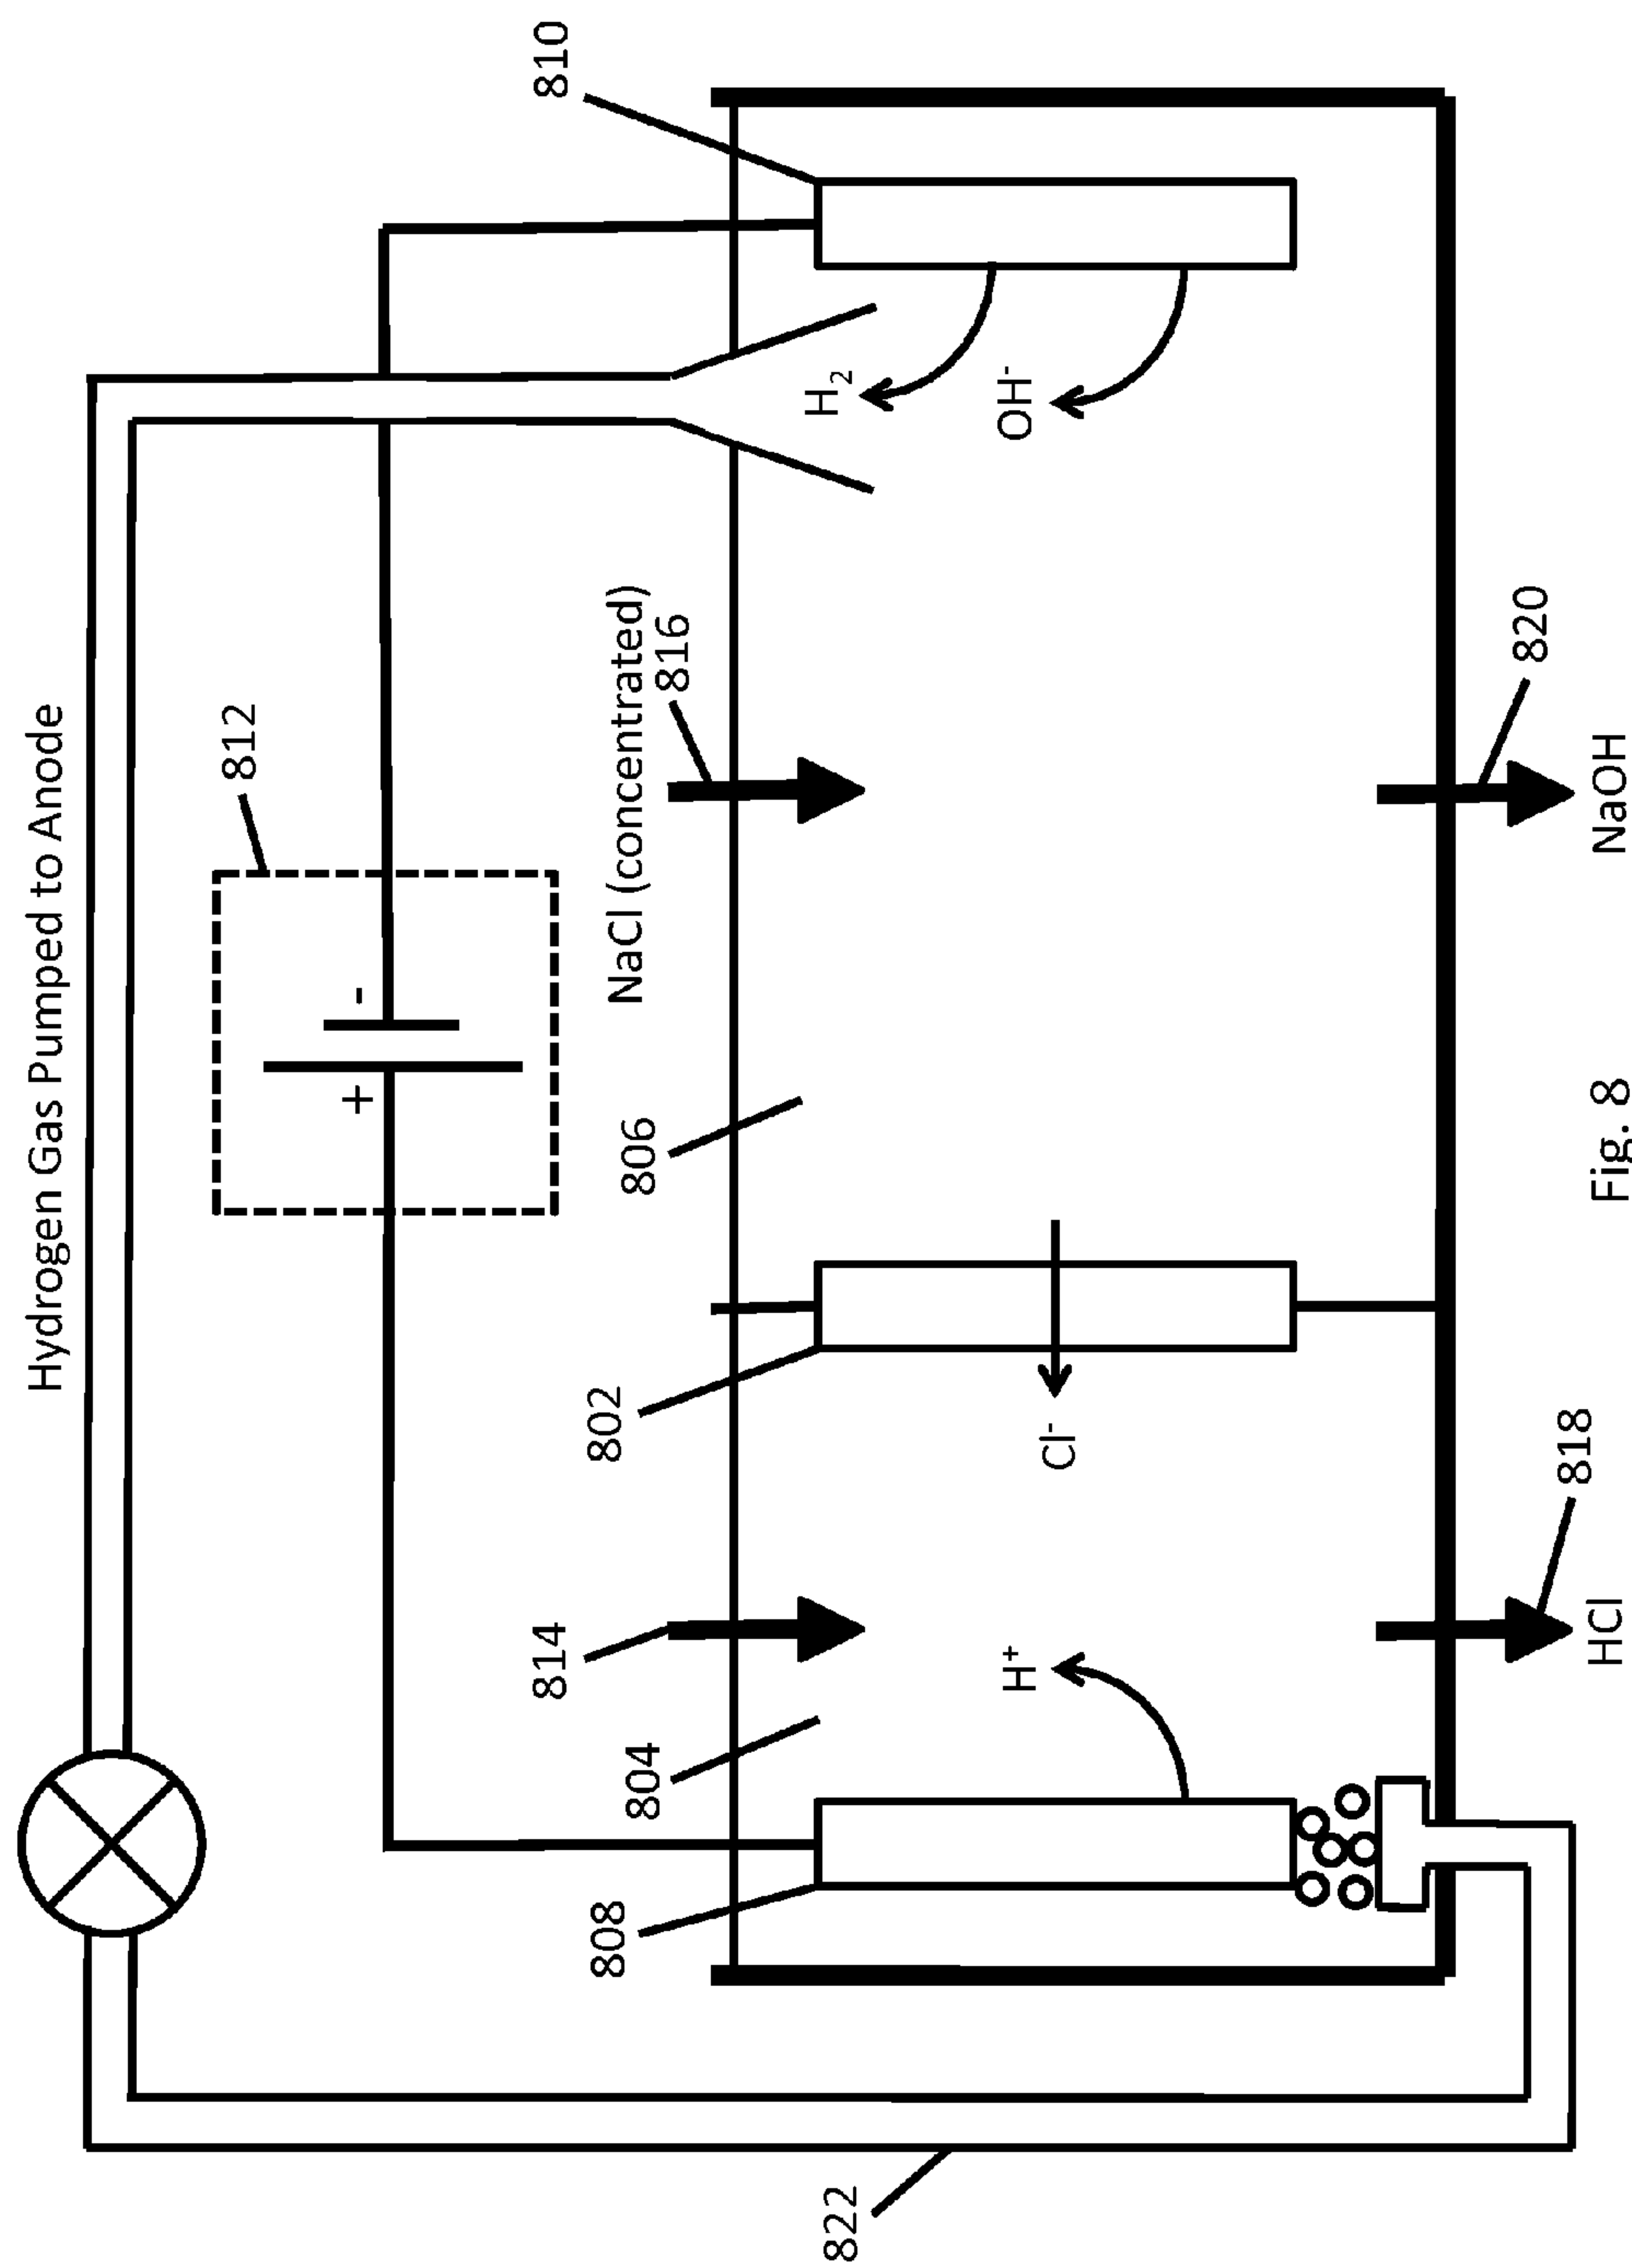 Hydrogen Gas Pumped to Anode
812
+
-
810
NaCl (concentrated)
816
814
806
804
802
808
H₂
OH⁻
H⁺
Cl⁻
822
818
820
HCl
NaOH
Fig. 8